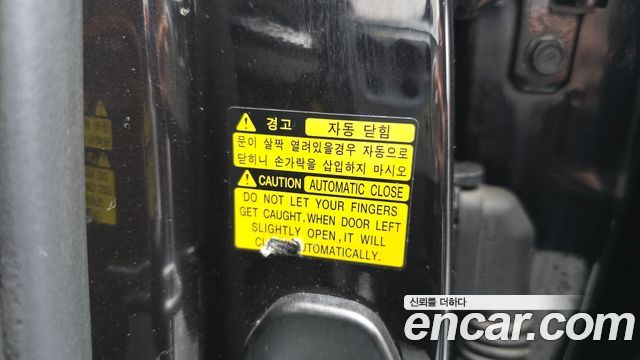 경고 자동 닫힘
문이 살짝 열려있을경우 자동으로
닫히니 손가락을 삽입하지 마시오
CAUTION AUTOMATIC CLOSE
DO NOT LET YOUR FINGERS
GET CAUGHT. WHEN DOOR LEFT
SLIGHTLY OPEN, IT WILL
AUTOMATICALLY.
신뢰를 더하다
encar.com